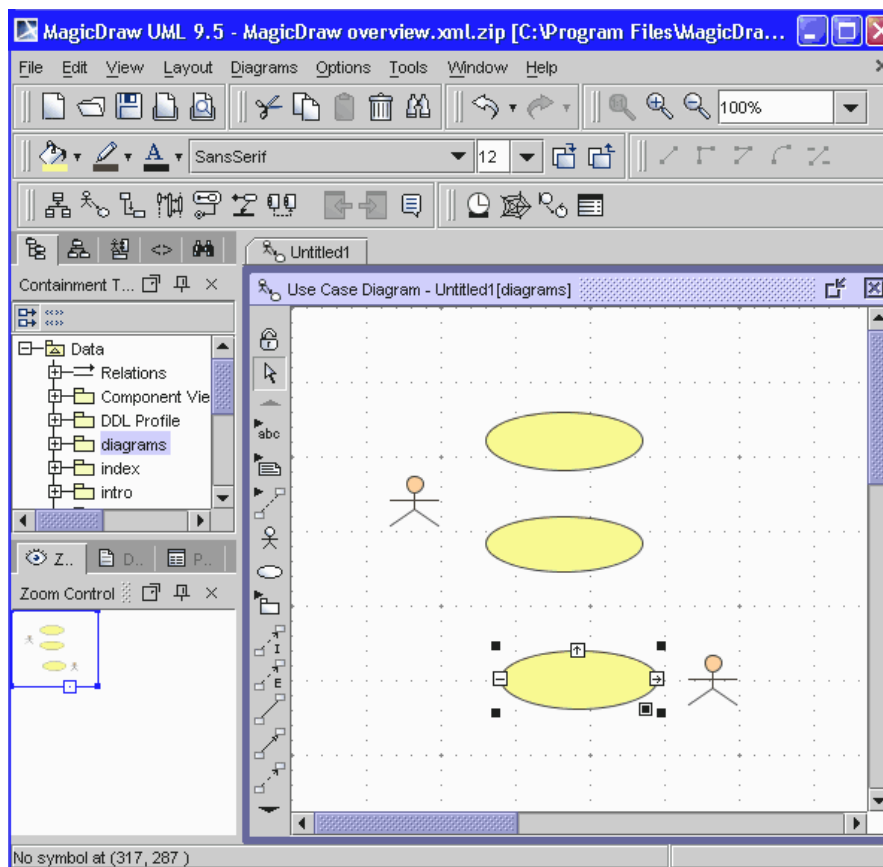 MagicDraw UML 9.5 - MagicDraw overview.xml.zip [C:\Program Files\MagicDra...
File Edit View Layout Diagrams Options Tools Window Help
100%
A SansSerif 12
<> Untitled1
Containment T...
Use Case Diagram - Untitled1[diagrams]
Data
Relations
Component Vie
DDL Profile
diagrams
index
intro
abc
Z.. D.. P..
Zoom Control
I
E
No symbol at (317, 287 )